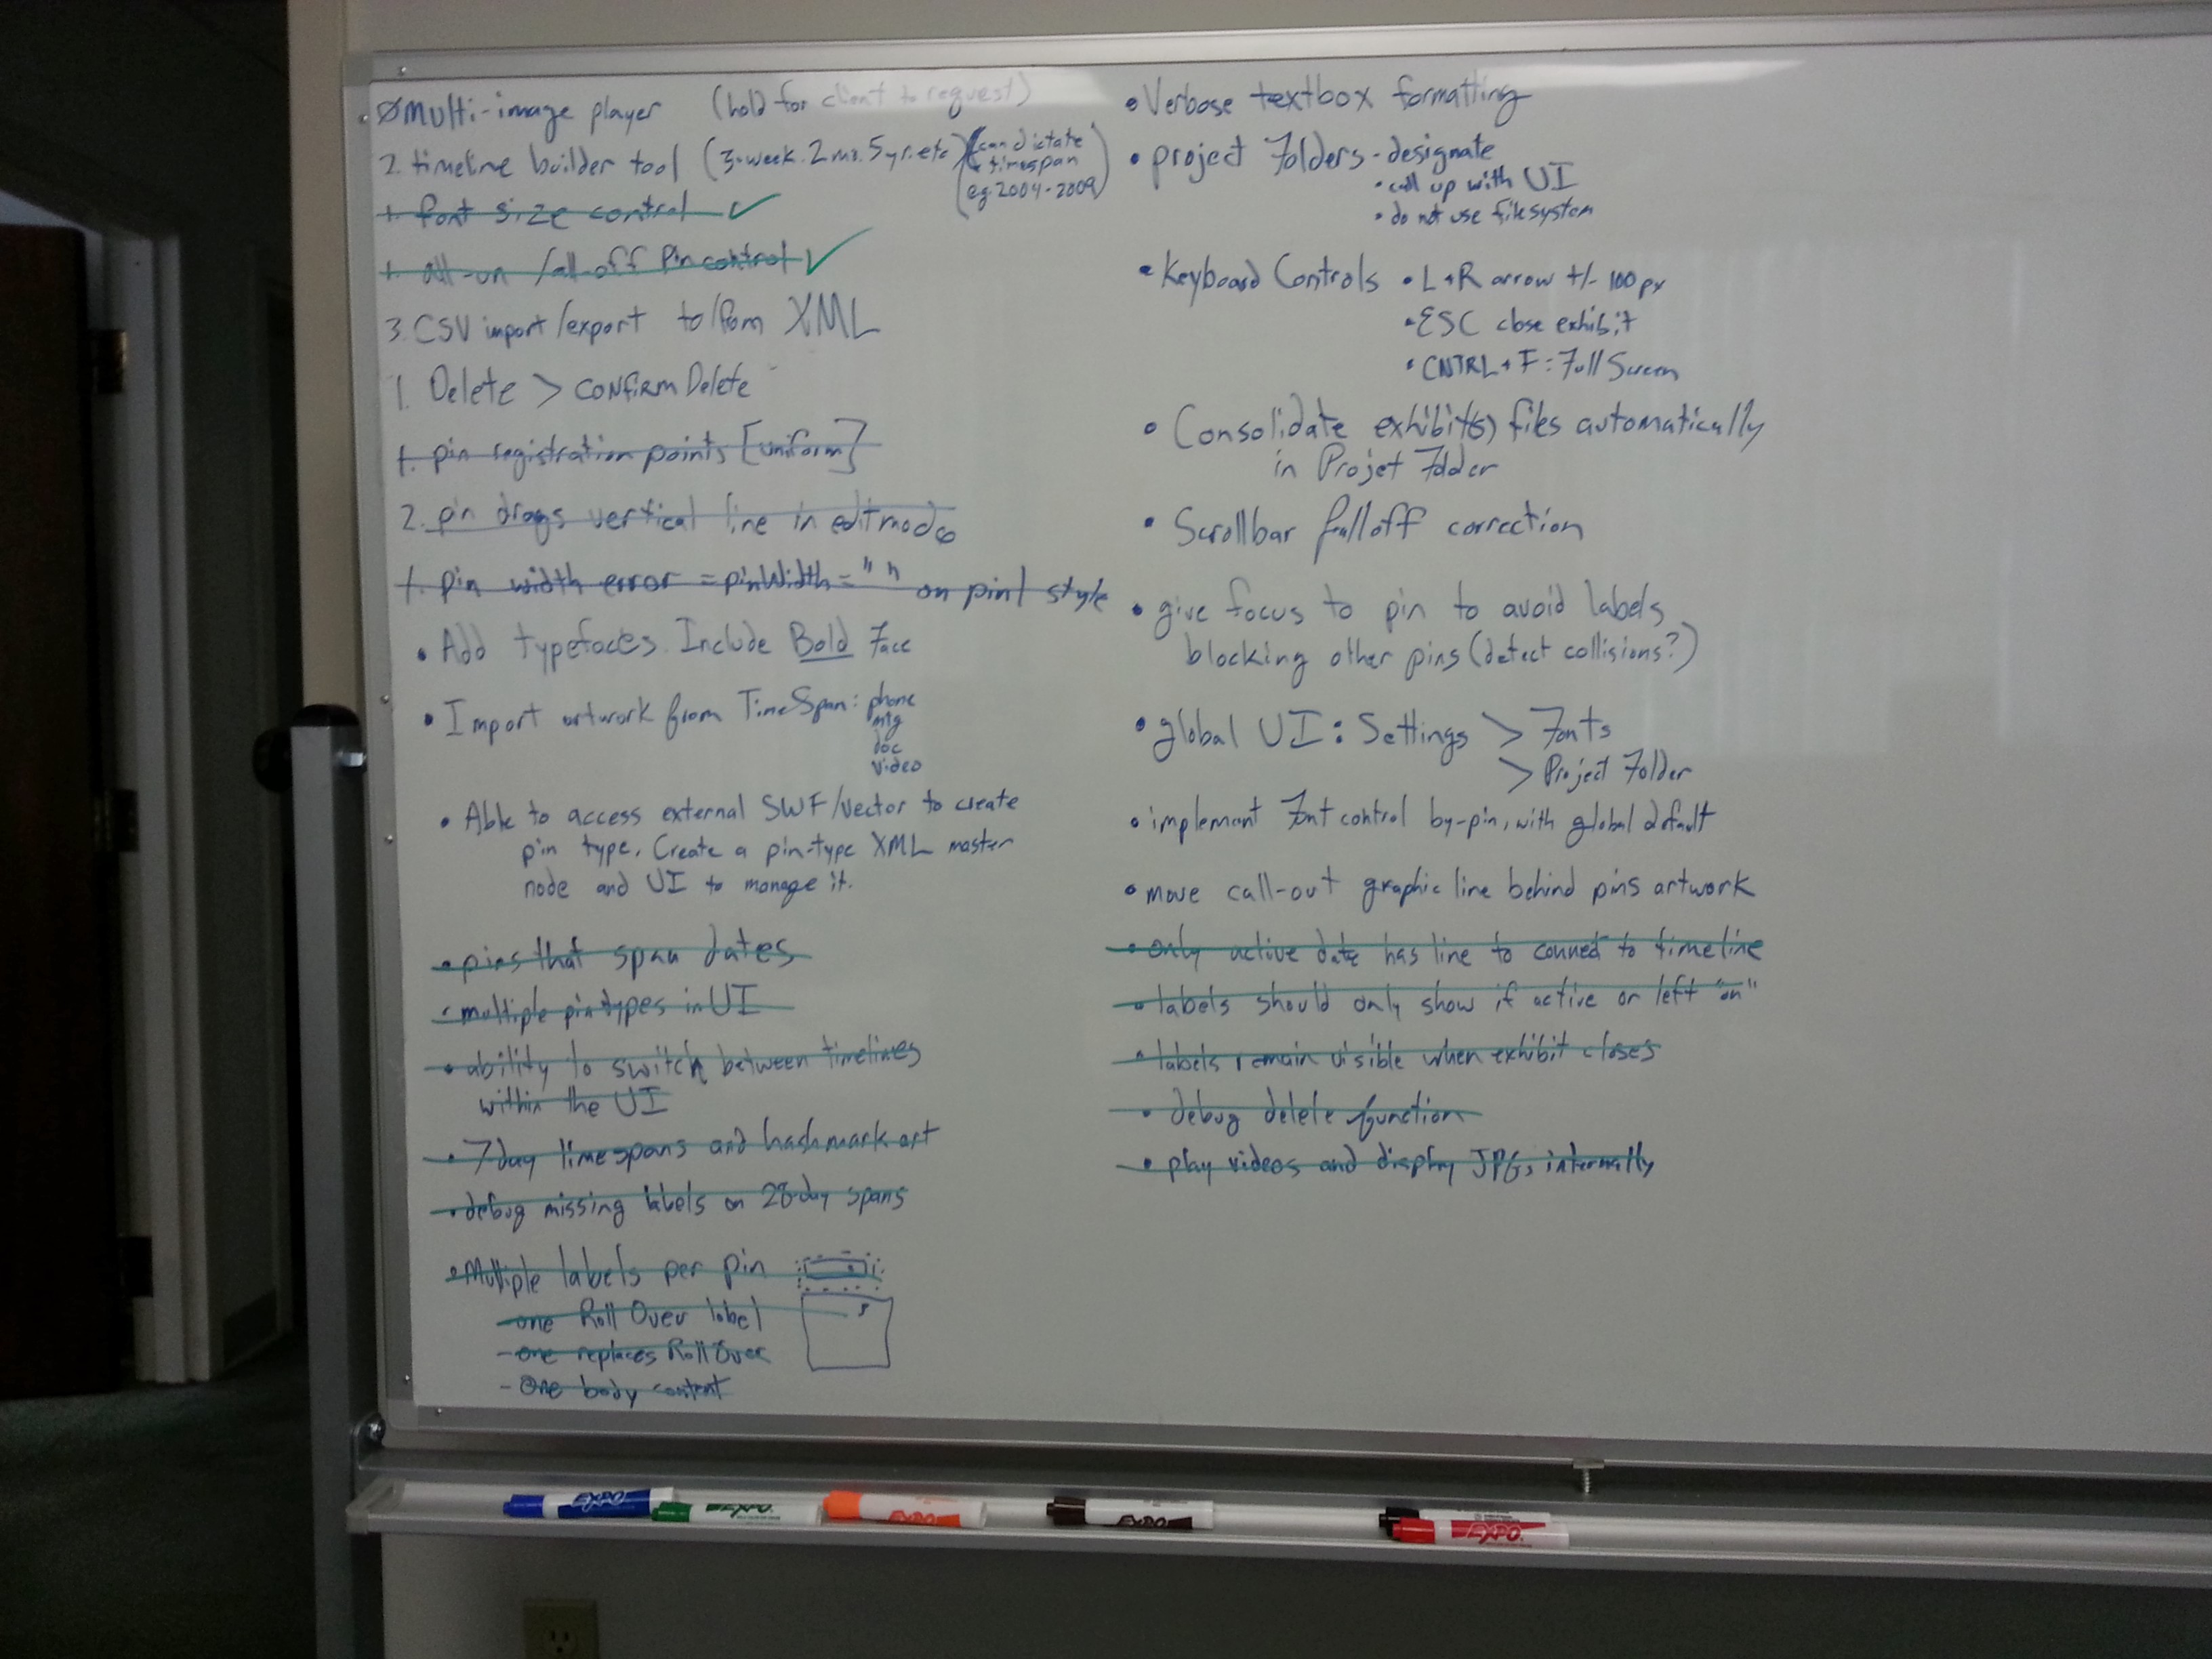 Ømulti-image player (hold for client to request)
2. timeline builder tool (3-week. 2 mo. 5yr. etc) (can dictate
timespan
eg. 2004-2009)
1. font size control ✓
1. all-on / all-off Pin control ✓
3. CSV import/export to/from XML
1. Delete > CONFIRM Delete
1. pin registration points [uniform]
2. pin drags vertical line in edit mode
1. pin width error = pinWidth = " " on pin 1 style
• Add typefaces. Include Bold Face
• Import artwork from TimeSpan: phone
mtg
doc
video
• Able to access external SWF/vector to create
pin type. Create a pin-type XML master
node and UI to manage it.
• pins that span dates
• multiple pin types in UI
• ability to switch between timelines
within the UI
• 7 day timespans and hashmark art
• debug missing labels on 28-day spans
• Multiple labels per pin
- one Roll Over label
- one replaces RollOver
- One body content
• Verbose textbox formatting
• project Folders - designate
• call up with UI
• do not use filesystem
• Keyboard Controls • L+R arrow +/- 100 px
• ESC close exhibit
• CNTRL + F : Full Screen
• Consolidate exhibit(s) files automatically
in Projet Folder
• Scrollbar falloff correction
• give focus to pin to avoid labels
blocking other pins (detect collisions?)
• global UI: Settings > Fonts
> Project Folder
• implement Font control by-pin, with global default
• move call-out graphic line behind pins artwork
• only active date has line to connect to timeline
• labels should only show if active or left "on"
• labels remain visible when exhibit closes
• debug delete function
• play videos and display JPGs internally
EXPO
EXPO
EXPO
EXPO
EXPO